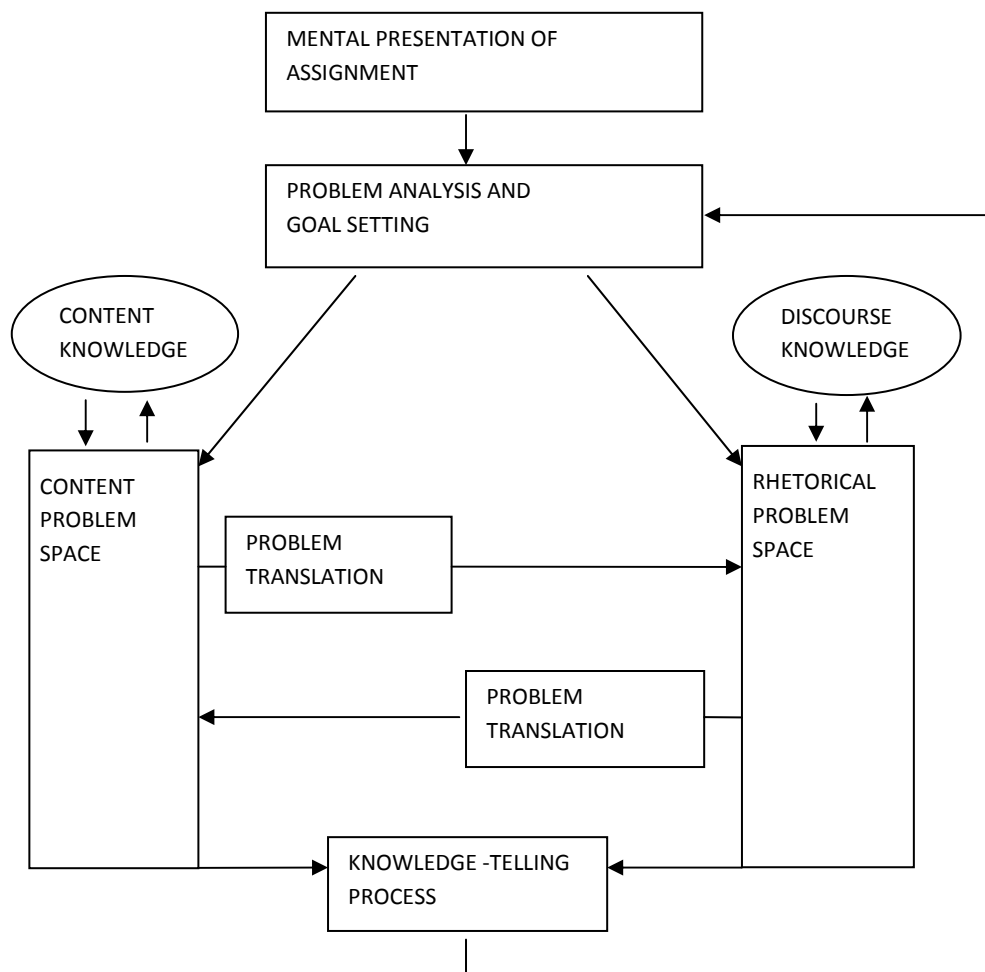 MENTAL PRESENTATION OF
ASSIGNMENT
PROBLEM ANALYSIS AND
GOAL SETTING
CONTENT
KNOWLEDGE
DISCOURSE
KNOWLEDGE
CONTENT
PROBLEM
SPACE
RHETORICAL
PROBLEM
SPACE
PROBLEM
TRANSLATION
PROBLEM
TRANSLATION
KNOWLEDGE -TELLING
PROCESS